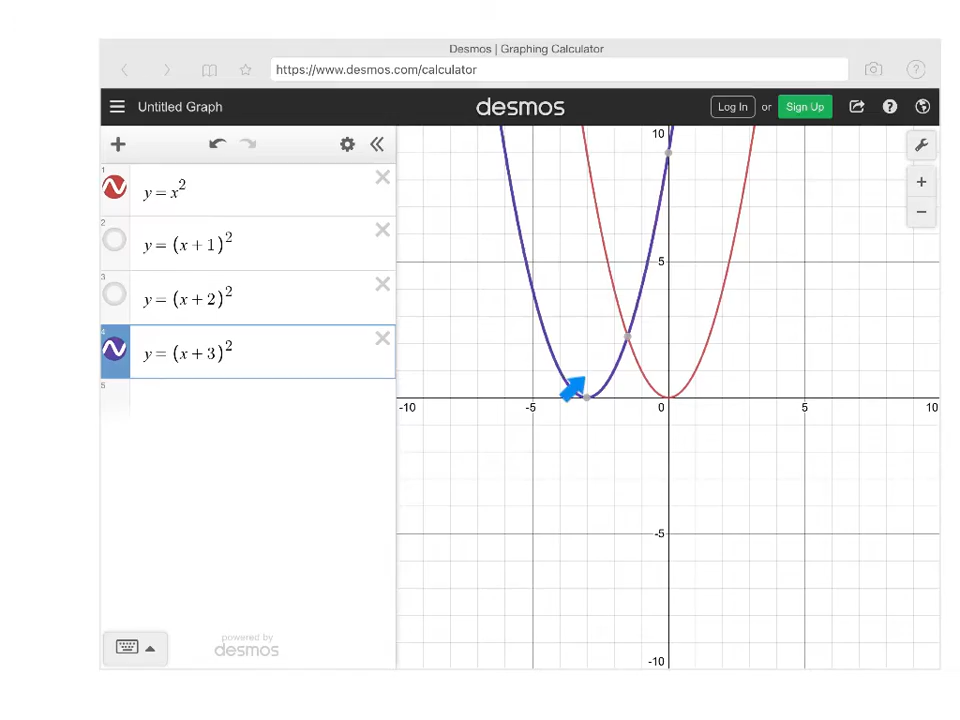 Desmos | Graphing Calculator
https://www.desmos.com/calculator
Untitled Graph
desmos
Log In or Sign Up
1
y = x²
2
y = (x + 1)²
3
y = (x + 2)²
4
y = (x + 3)²
5
powered by
desmos
10
5
-10 -5 0 5 10
-5
-10